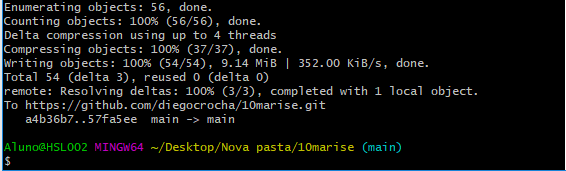 Enumerating objects: 56, done.
Counting objects: 100% (56/56), done.
Delta compression using up to 4 threads
Compressing objects: 100% (37/37), done.
Writing objects: 100% (54/54), 9.14 MiB | 352.00 KiB/s, done.
Total 54 (delta 3), reused 0 (delta 0)
remote: Resolving deltas: 100% (3/3), completed with 1 local object.
To https://github.com/diegocrocha/10marise.git
   a4b36b7..57fa5ee  main -> main

Aluno@HSL002 MINGW64 ~/Desktop/Nova pasta/10marise (main)
$